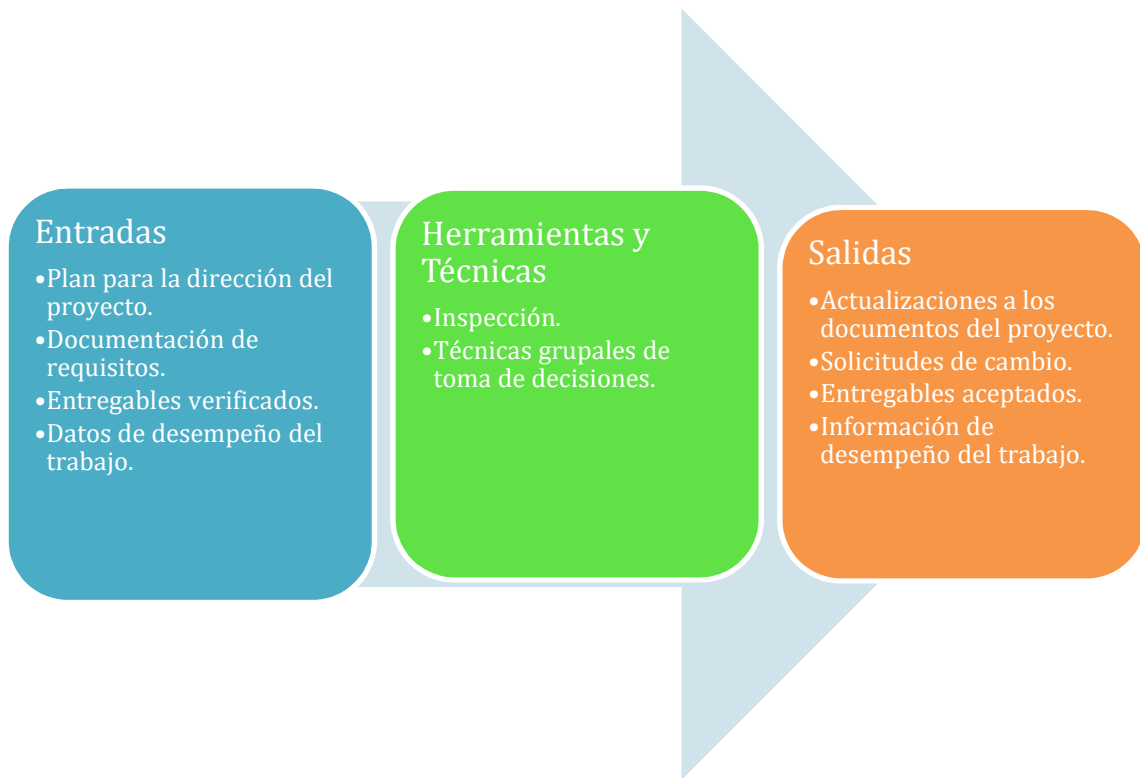 Entradas
•Plan para la dirección del
proyecto.
•Documentación de
requisitos.
•Entregables verificados.
•Datos de desempeño del
trabajo.
Herramientas y
Técnicas
•Inspección.
•Técnicas grupales de
toma de decisiones.
Salidas
•Actualizaciones a los
documentos del proyecto.
•Solicitudes de cambio.
•Entregables aceptados.
•Información de
desempeño del trabajo.